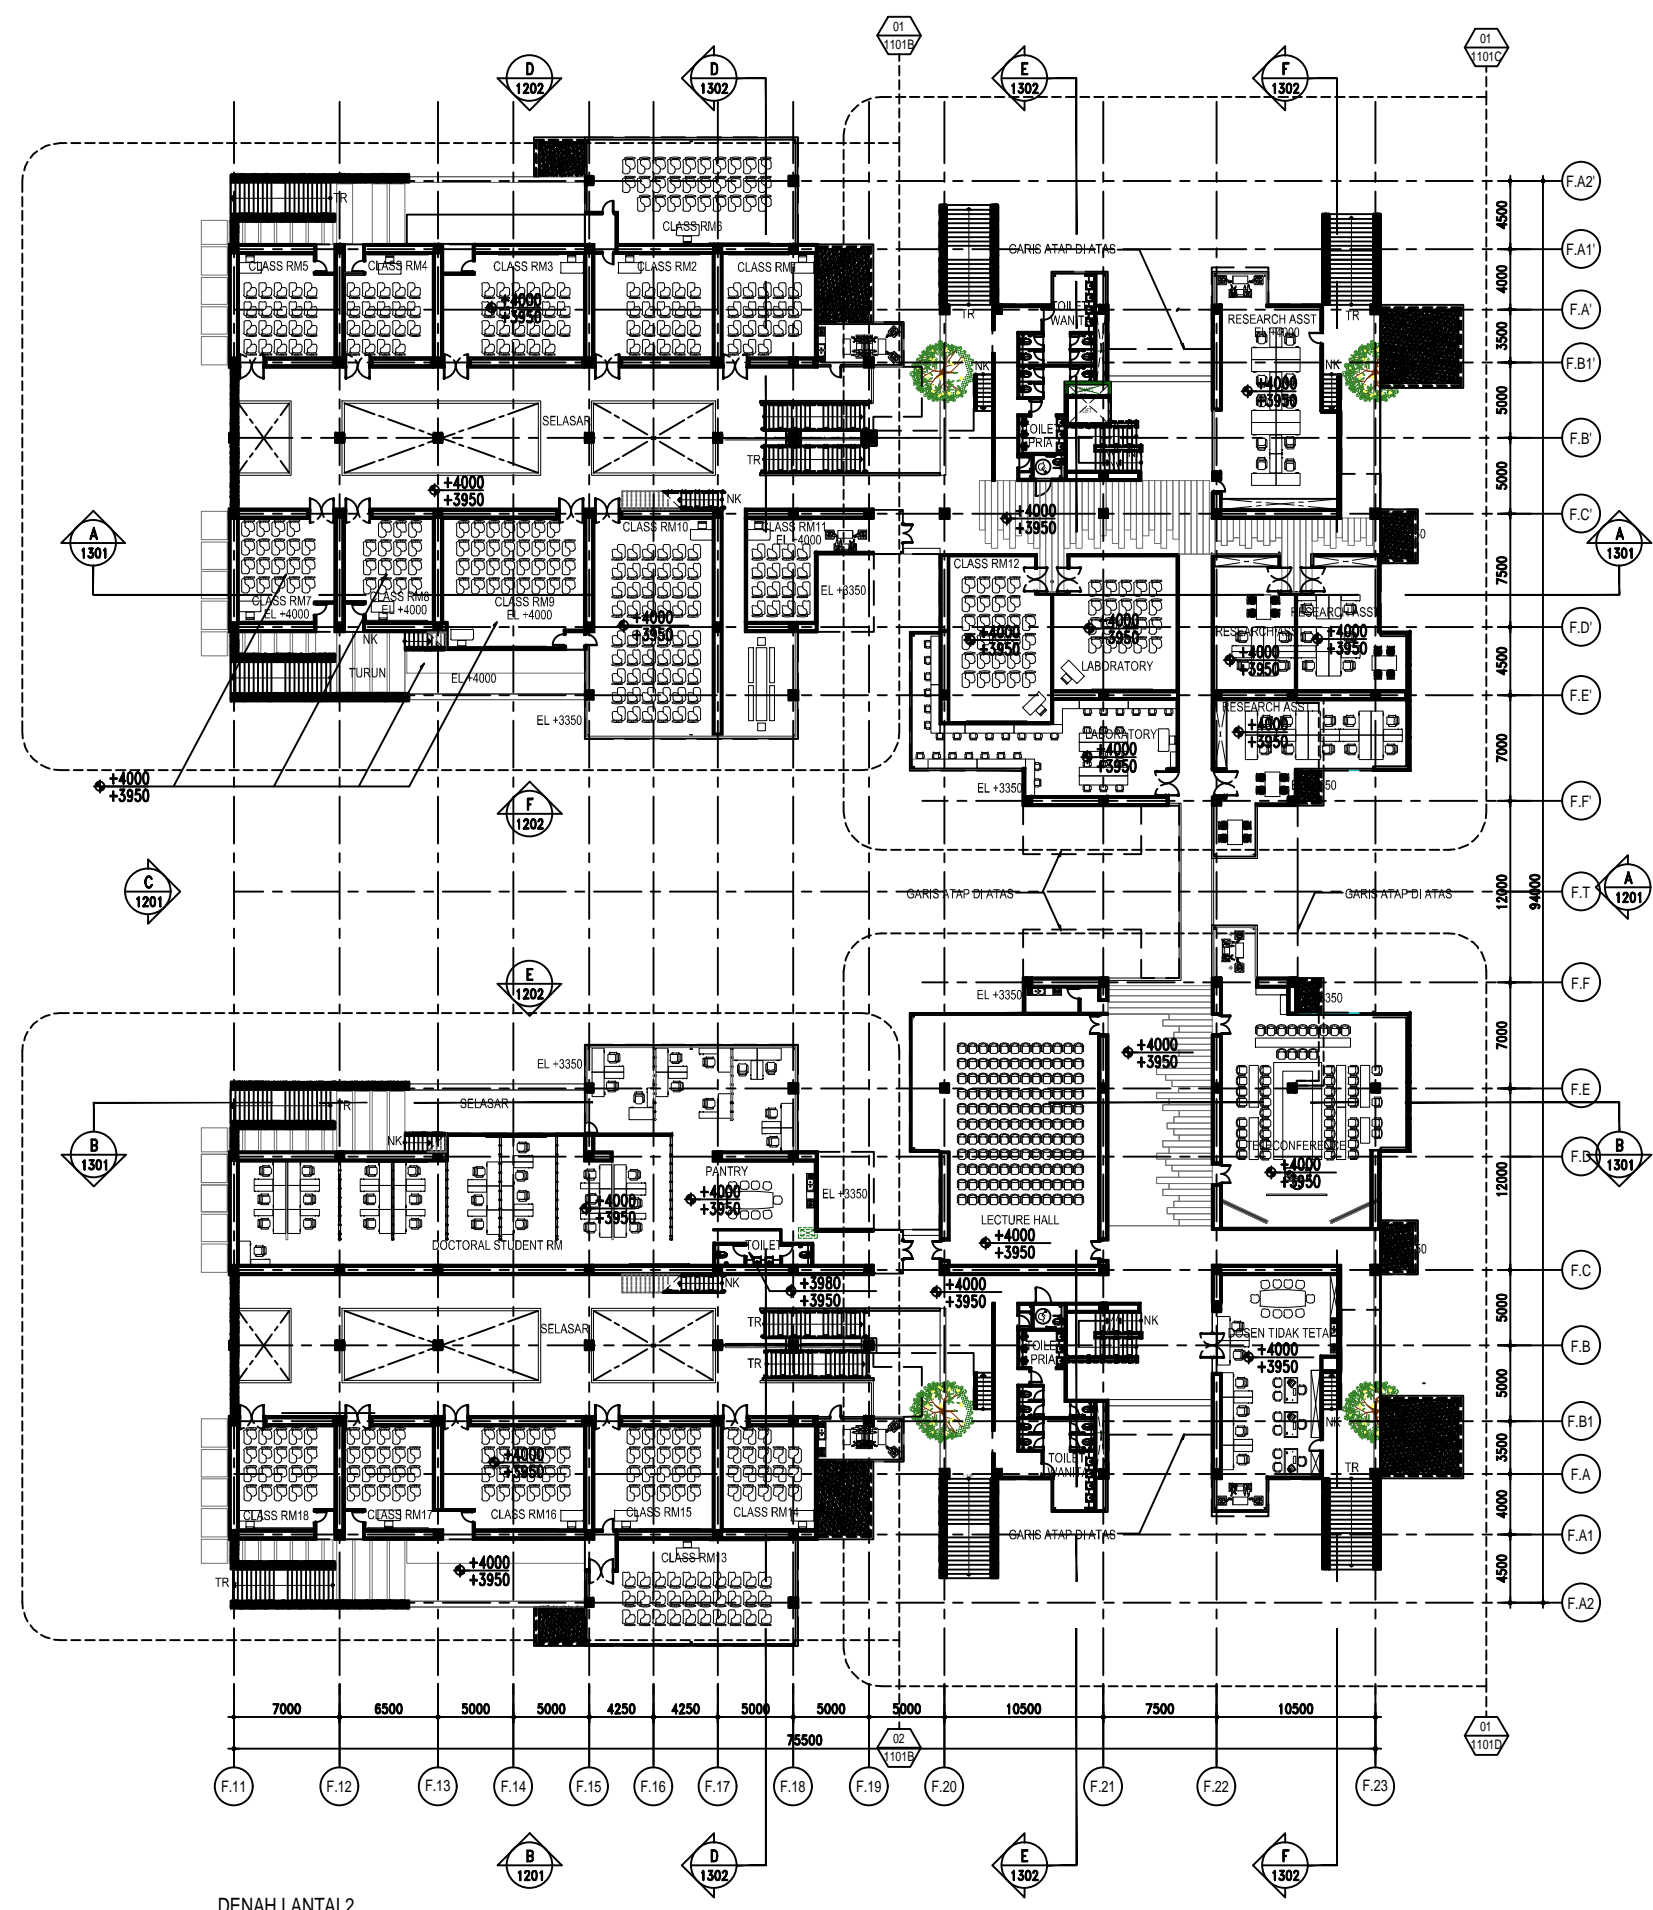 01
1101B
01
1101C
D
1202
D
1302
E
1302
F
1302
F.A2'
TR
4500
CLASS RM6
F.A1'
GARIS ATAP DI ATAS
CLASS RM5
CLASS RM4
CLASS RM3
CLASS RM2
4000
+4000
+3950
TOILET
WANITA
TR
RESEARCH ASST
TR
F.A'
3500
NK
NK
F.B1'
+4000
+3950
5000
SELASAR
TOILET
PRIA
LIFT
F.B'
TR
5000
+4000
+3950
NK
+4000
+3950
F.C'
A
1301
CLASS RM10
CLASS RM11
EL +4000
A
1301
CLASS RM12
7500
EL +3350
CLASS RM7
EL +4000
CLASS RM8
EL +4000
CLASS RM9
EL +4000
+4000
+3950
+4000
+3950
+4000
+3950
RESEARCH ASST
+4000
+3950
F.D'
NK
+4000
+3950
TURUN
EL +4000
LABORATORY
4500
F.E'
EL +3350
RESEARCH ASST
+4000
+3950
LABORATORY
+4000
+3950
7000
+4000
+3950
EL +3350
F
1202
F.F'
C
1201
GARIS ATAP DI ATAS
GARIS ATAP DI ATAS
12000
94000
F.T
A
1201
E
1202
F.F
EL +3350
7000
EL +3350
+4000
+3950
F.E
TR
SELASAR
B
1301
NK
TELECONFERENCE
F.D
B
1301
PANTRY
+4000
+3950
+4000
+3950
EL +3350
+4000
+3950
12000
LECTURE HALL
+4000
+3950
DOCTORAL STUDENT RM
TOILET
F.C
NK
+3980
+3950
+4000
+3950
5000
SELASAR
TR
NK
DOSEN TIDAK TETAP
TOILET
PRIA
F.B
TR
+4000
+3950
5000
NK
F.B1
+4000
+3950
3500
TOILET
WANITA
TR
F.A
CLASS RM18
CLASS RM17
CLASS RM16
CLASS RM15
CLASS RM14
4000
GARIS ATAP DI ATAS
F.A1
CLASS RM13
+4000
+3950
TR
4500
F.A2
7000
6500
5000
5000
4250
4250
5000
5000
5000
10500
7500
10500
75500
02
1101B
01
1101D
F.11
F.12
F.13
F.14
F.15
F.16
F.17
F.18
F.19
F.20
F.21
F.22
F.23
B
1201
D
1302
E
1302
F
1302
DENAH LANTAI 2